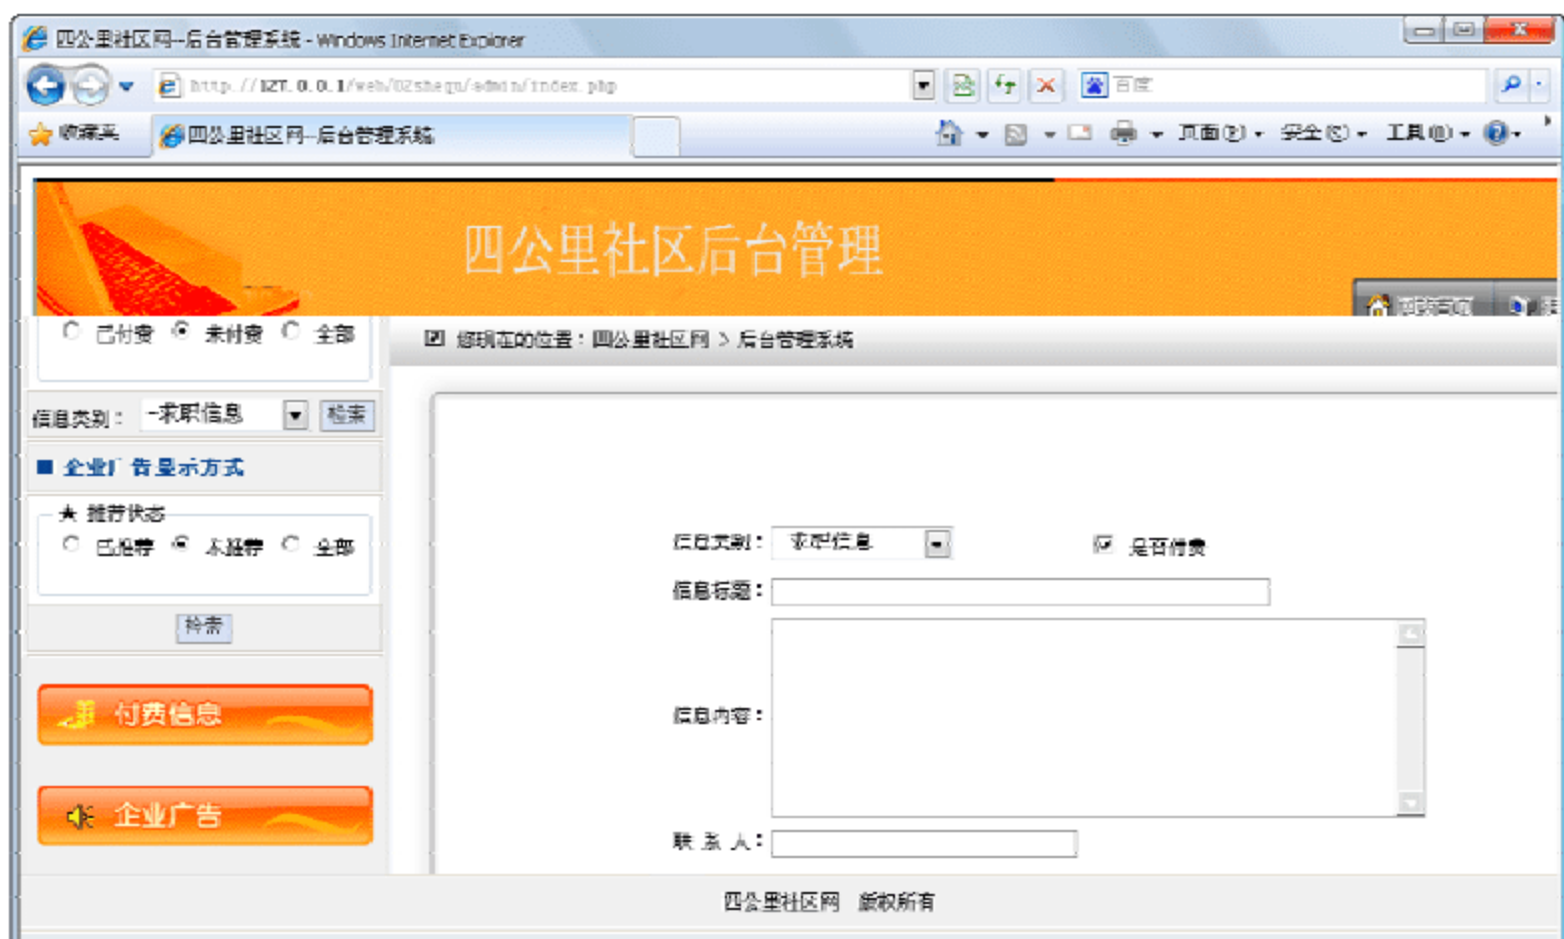 四公里社区网--后台管理系统 - Windows Internet Explorer
http://127.0.0.1/web/02shequ/admin/index.php
百度
收藏夹
四公里社区网--后台管理系统
页面(P)
安全(S)
工具(O)
四公里社区后台管理
已付费 未付费 全部
您现在的位置：四公里社区网 > 后台管理系统
信息类别： -求职信息 检索
企业广告显示方式
★ 推荐状态
已推荐 未推荐 全部
检索
付费信息
企业广告
信息类别： 求职信息 是否付费
信息标题：
信息内容：
联 系 人：
四公里社区网 版权所有